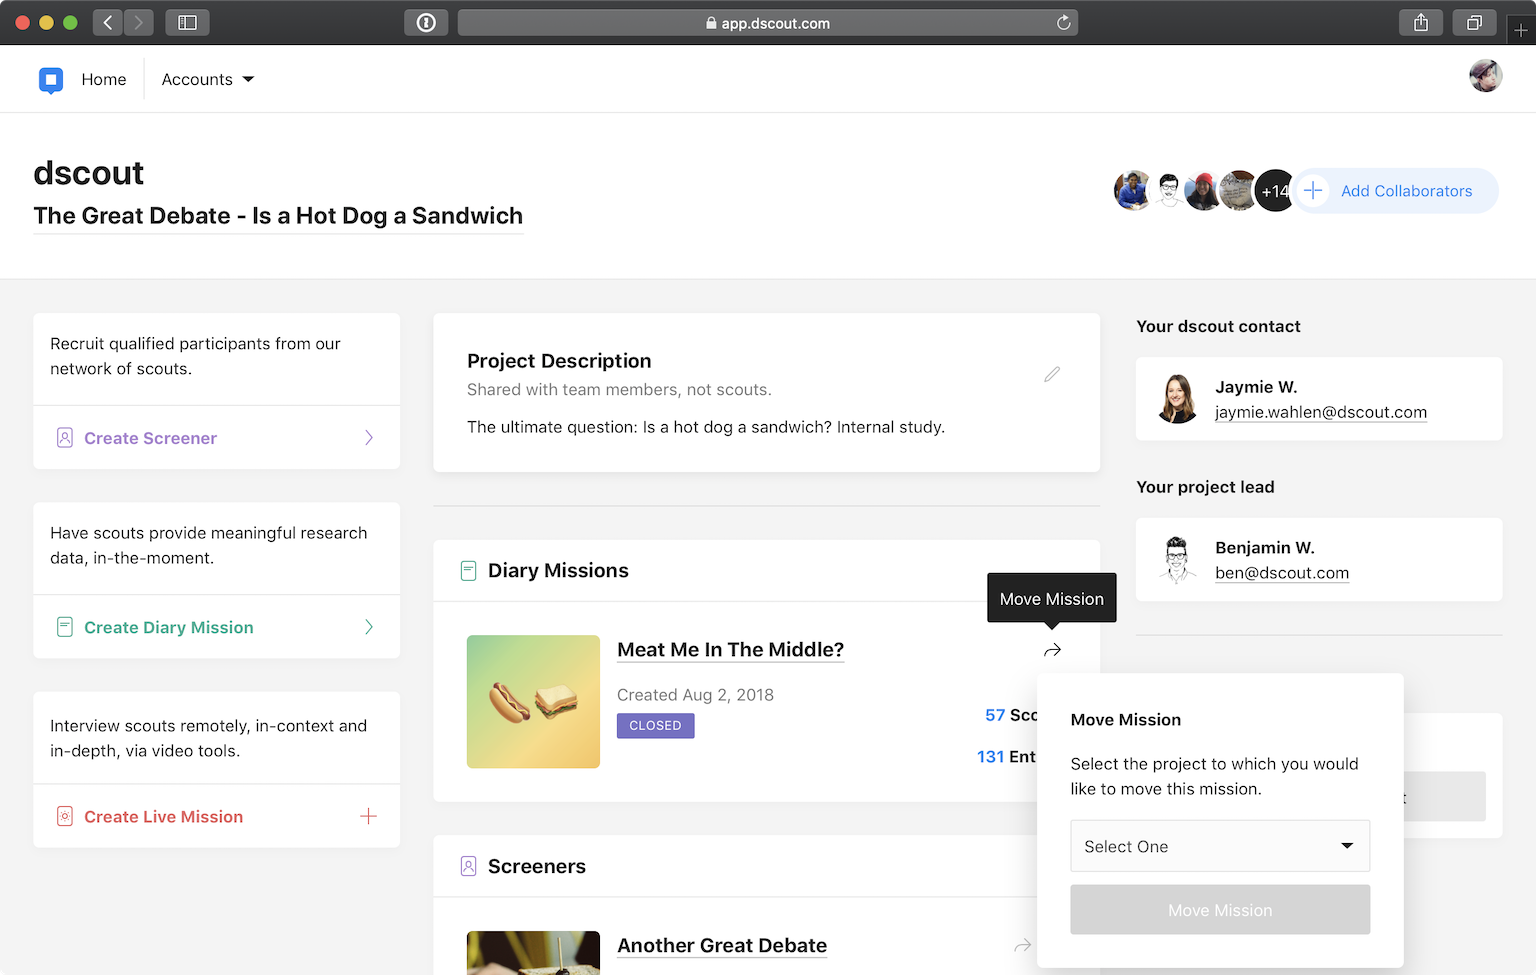 app.dscout.com
Home
Accounts
dscout
The Great Debate - Is a Hot Dog a Sandwich
+14
Add Collaborators
Recruit qualified participants from our
network of scouts.
Create Screener
Have scouts provide meaningful research
data, in-the-moment.
Create Diary Mission
Interview scouts remotely, in-context and
in-depth, via video tools.
Create Live Mission
Project Description
Shared with team members, not scouts.
The ultimate question: Is a hot dog a sandwich? Internal study.
Diary Missions
Move Mission
Meat Me In The Middle?
Created Aug 2, 2018
CLOSED
57 Sco
131 Ent
Screeners
Another Great Debate
Your dscout contact
Jaymie W.
jaymie.wahlen@dscout.com
Your project lead
Benjamin W.
ben@dscout.com
Move Mission
Select the project to which you would
like to move this mission.
Select One
Move Mission